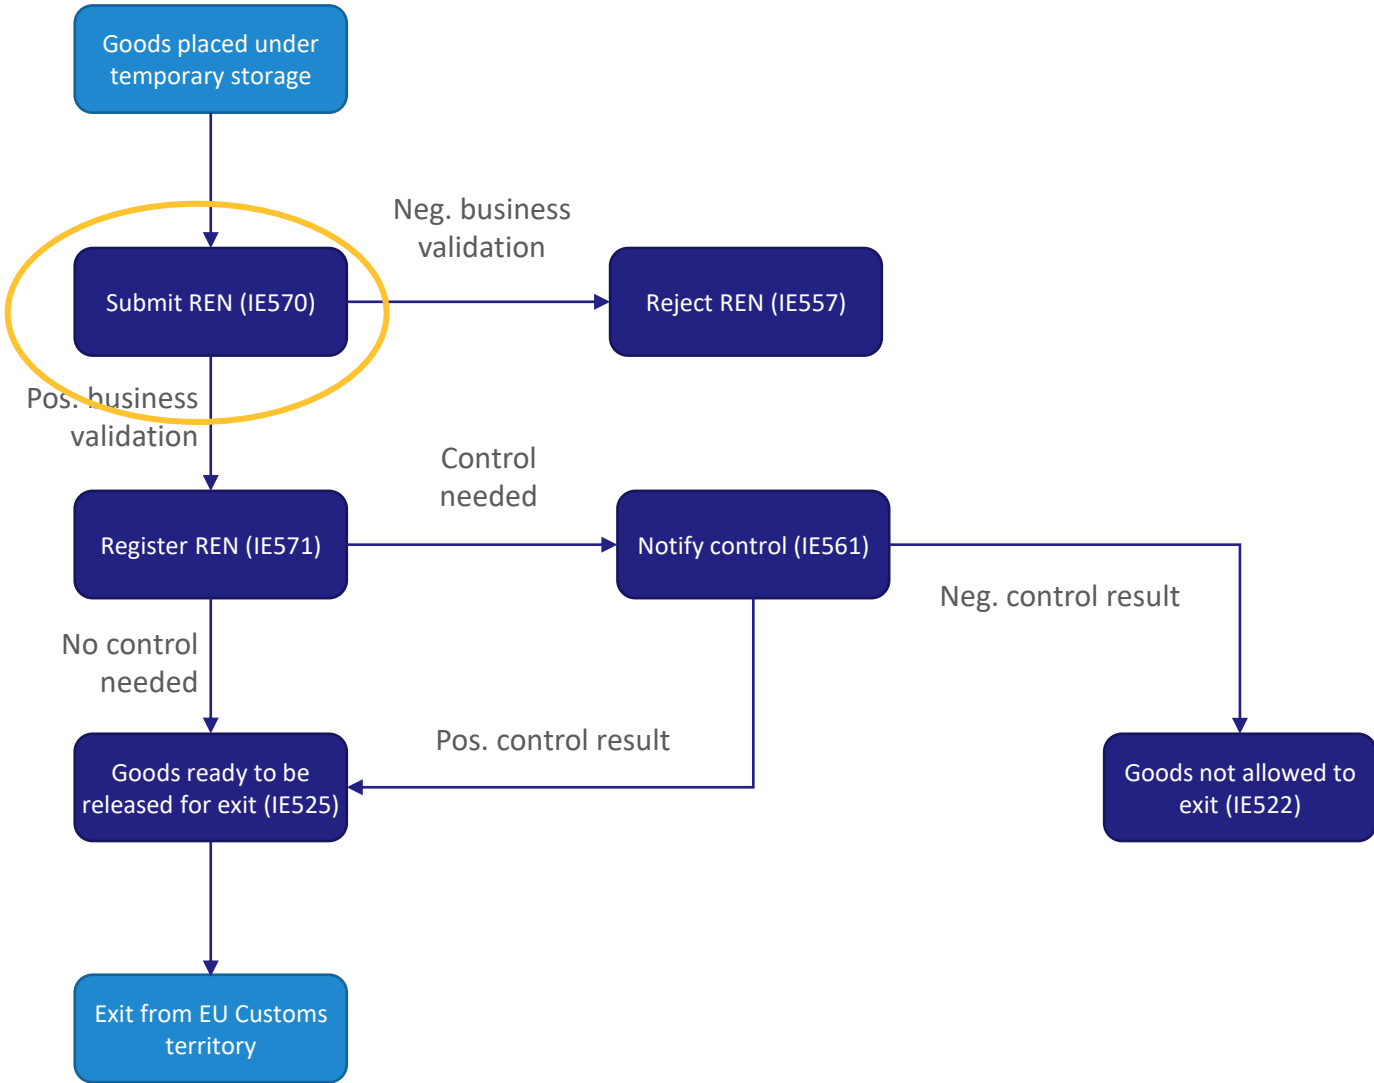 Goods placed under
temporary storage
Neg. business
validation
Submit REN (IE570)
Reject REN (IE557)
Pos. business
validation
Control
needed
Register REN (IE571)
Notify control (IE561)
Neg. control result
No control
needed
Pos. control result
Goods ready to be
released for exit (IE525)
Goods not allowed to
exit (IE522)
Exit from EU Customs
territory